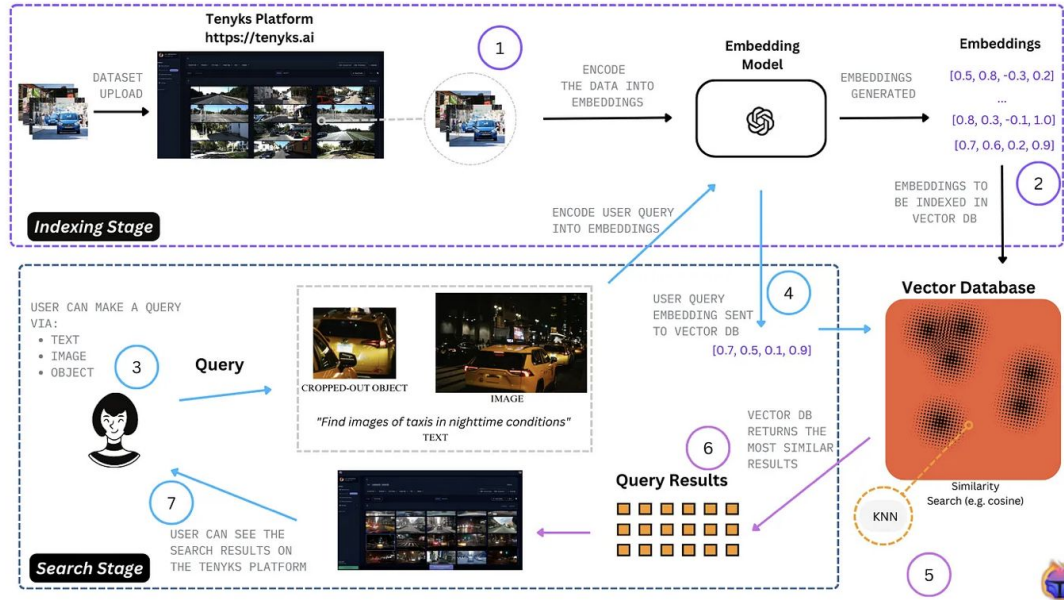 Tenyks Platform
https://tenyks.ai
DATASET
UPLOAD
1
ENCODE
THE DATA INTO
EMBEDDINGS
Embedding
Model
EMBEDDINGS
GENERATED
Embeddings
[0.5, 0.8, -0.3, 0.2]
...
[0.8, 0.3, -0.1, 1.0]
[0.7, 0.6, 0.2, 0.9]
2
EMBEDDINGS TO
BE INDEXED IN
VECTOR DB
Indexing Stage
ENCODE USER QUERY
INTO EMBEDDINGS
USER CAN MAKE A QUERY
VIA:
• TEXT
• IMAGE
• OBJECT
3
Query
CROPPED-OUT OBJECT
IMAGE
"Find images of taxis in nighttime conditions"
TEXT
USER QUERY
EMBEDDING SENT
TO VECTOR DB
4
[0.7, 0.5, 0.1, 0.9]
Vector Database
Similarity
Search (e.g. cosine)
KNN
5
VECTOR DB
RETURNS THE
MOST SIMILAR
RESULTS
6
Query Results
7
USER CAN SEE THE
SEARCH RESULTS ON
THE TENYKS PLATFORM
Search Stage